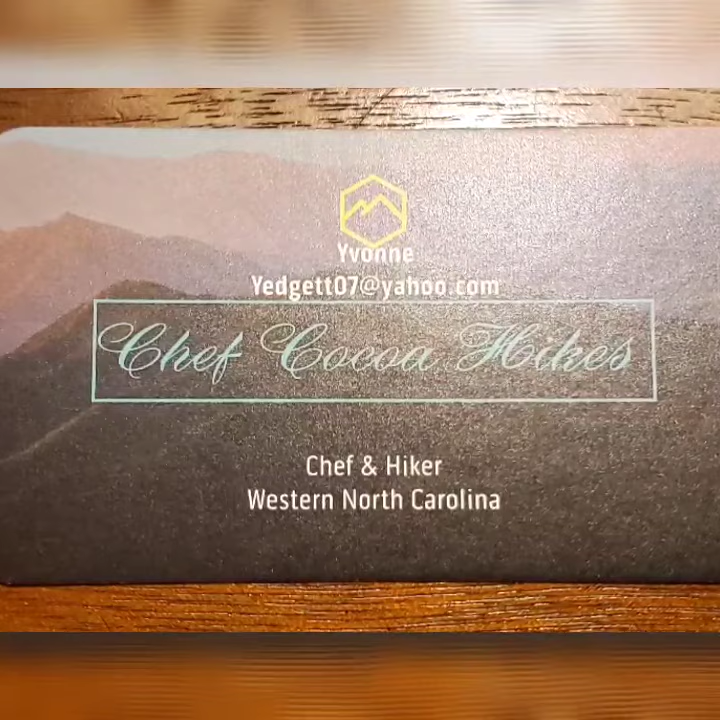 Yvonne
Yedgett07@yahoo.com
Chef Cocoa Hikes
Chef & Hiker
Western North Carolina